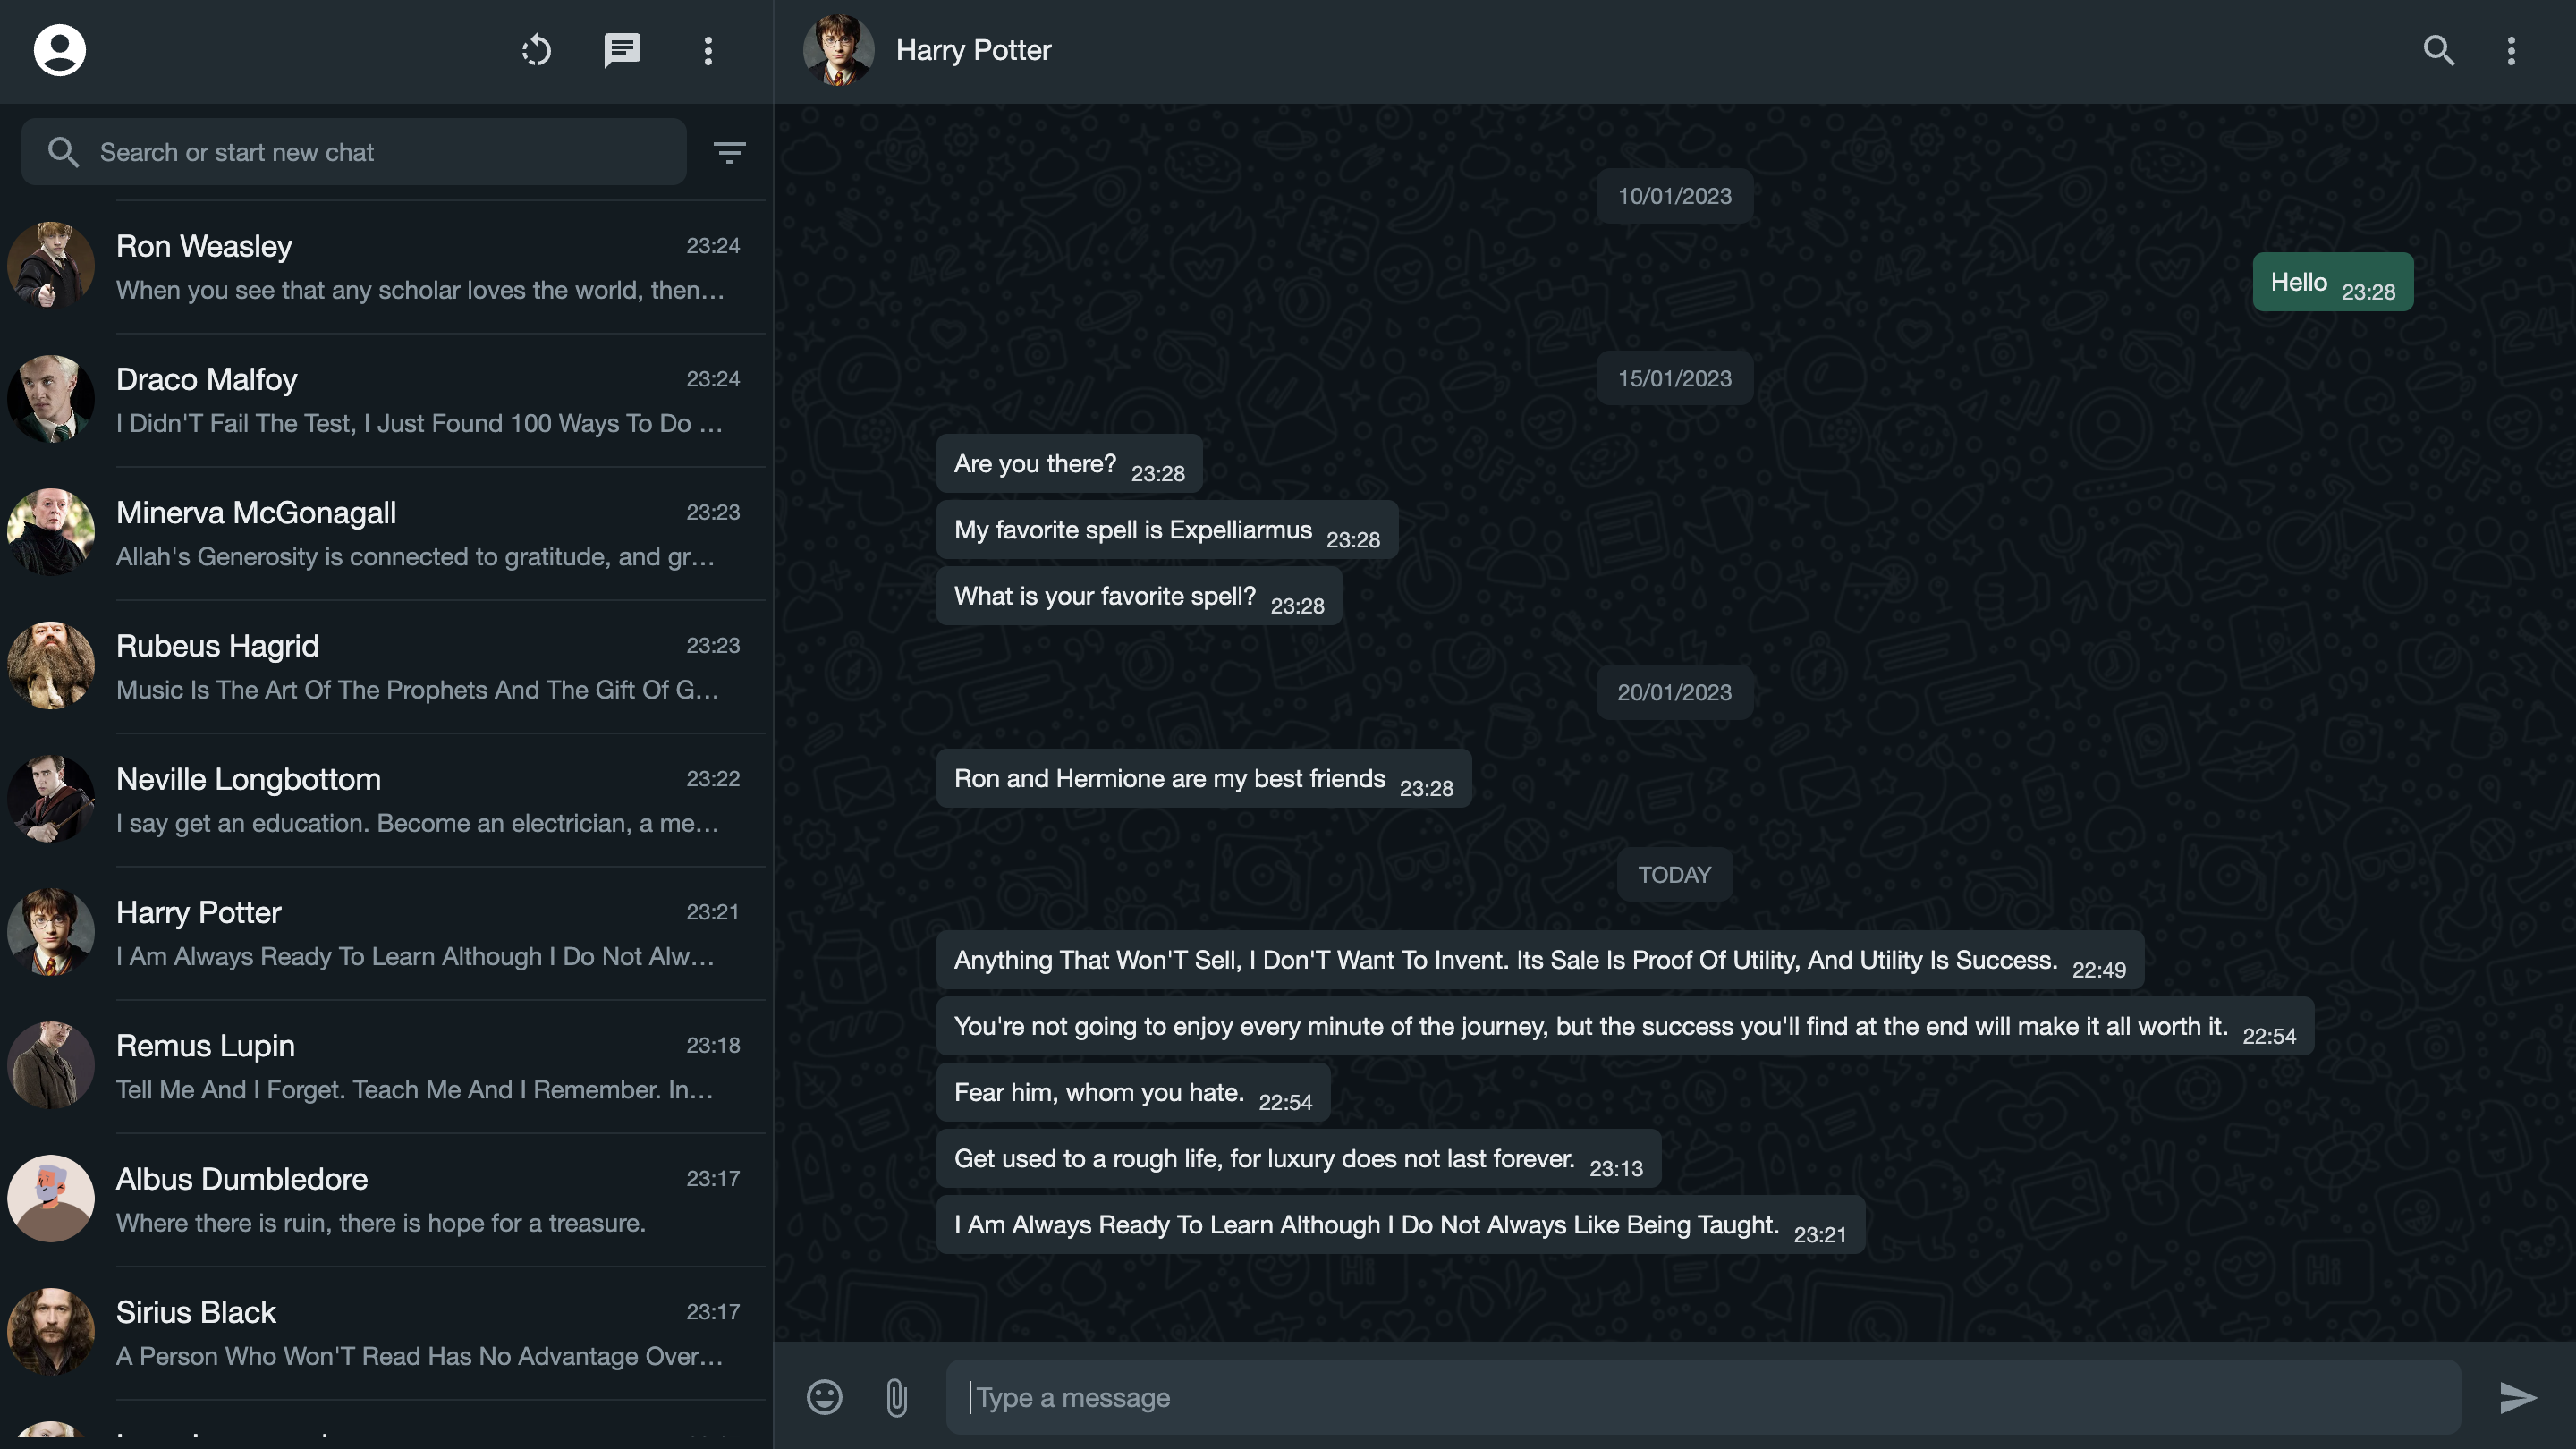 Search or start new chat
Ron Weasley 23:24
When you see that any scholar loves the world, then...
Draco Malfoy 23:24
I Didn'T Fail The Test, I Just Found 100 Ways To Do ...
Minerva McGonagall 23:23
Allah's Generosity is connected to gratitude, and gr...
Rubeus Hagrid 23:23
Music Is The Art Of The Prophets And The Gift Of G...
Neville Longbottom 23:22
I say get an education. Become an electrician, a me...
Harry Potter 23:21
I Am Always Ready To Learn Although I Do Not Alw...
Remus Lupin 23:18
Tell Me And I Forget. Teach Me And I Remember. In...
Albus Dumbledore 23:17
Where there is ruin, there is hope for a treasure.
Sirius Black 23:17
A Person Who Won'T Read Has No Advantage Over...
Harry Potter
10/01/2023
Hello 23:28
15/01/2023
Are you there? 23:28
My favorite spell is Expelliarmus 23:28
What is your favorite spell? 23:28
20/01/2023
Ron and Hermione are my best friends 23:28
TODAY
Anything That Won'T Sell, I Don'T Want To Invent. Its Sale Is Proof Of Utility, And Utility Is Success. 22:49
You're not going to enjoy every minute of the journey, but the success you'll find at the end will make it all worth it. 22:54
Fear him, whom you hate. 22:54
Get used to a rough life, for luxury does not last forever. 23:13
I Am Always Ready To Learn Although I Do Not Always Like Being Taught. 23:21
Type a message